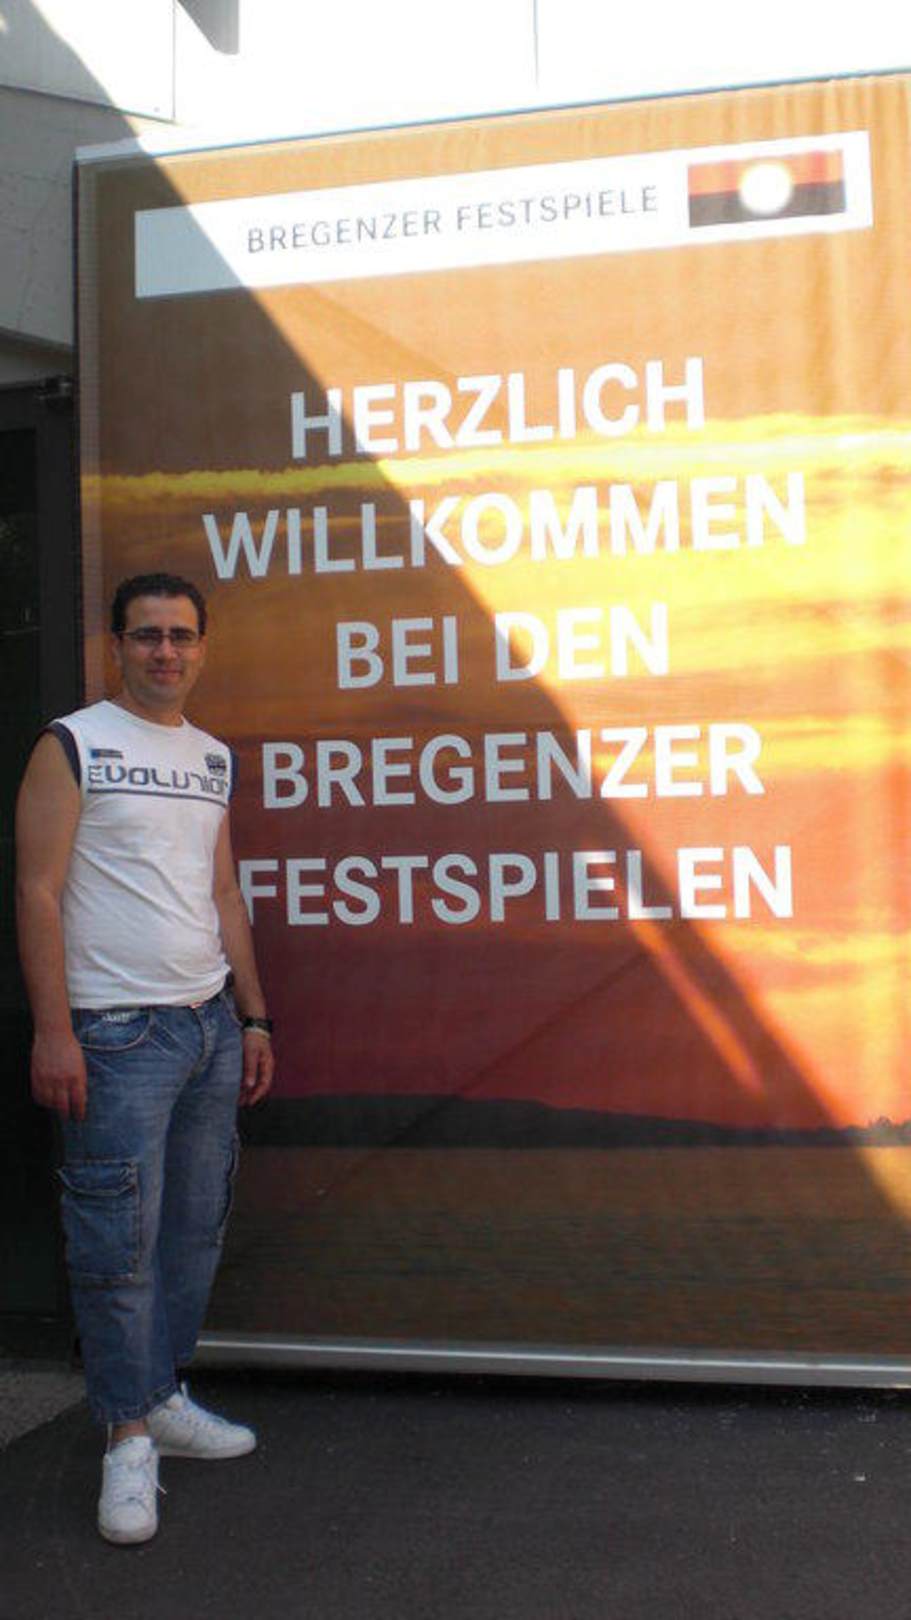 BREGENZER FESTSPIELE
HERZLICH
WILLKOMMEN
BEI DEN
BREGENZER
FESTSPIELEN
EVOLUTION